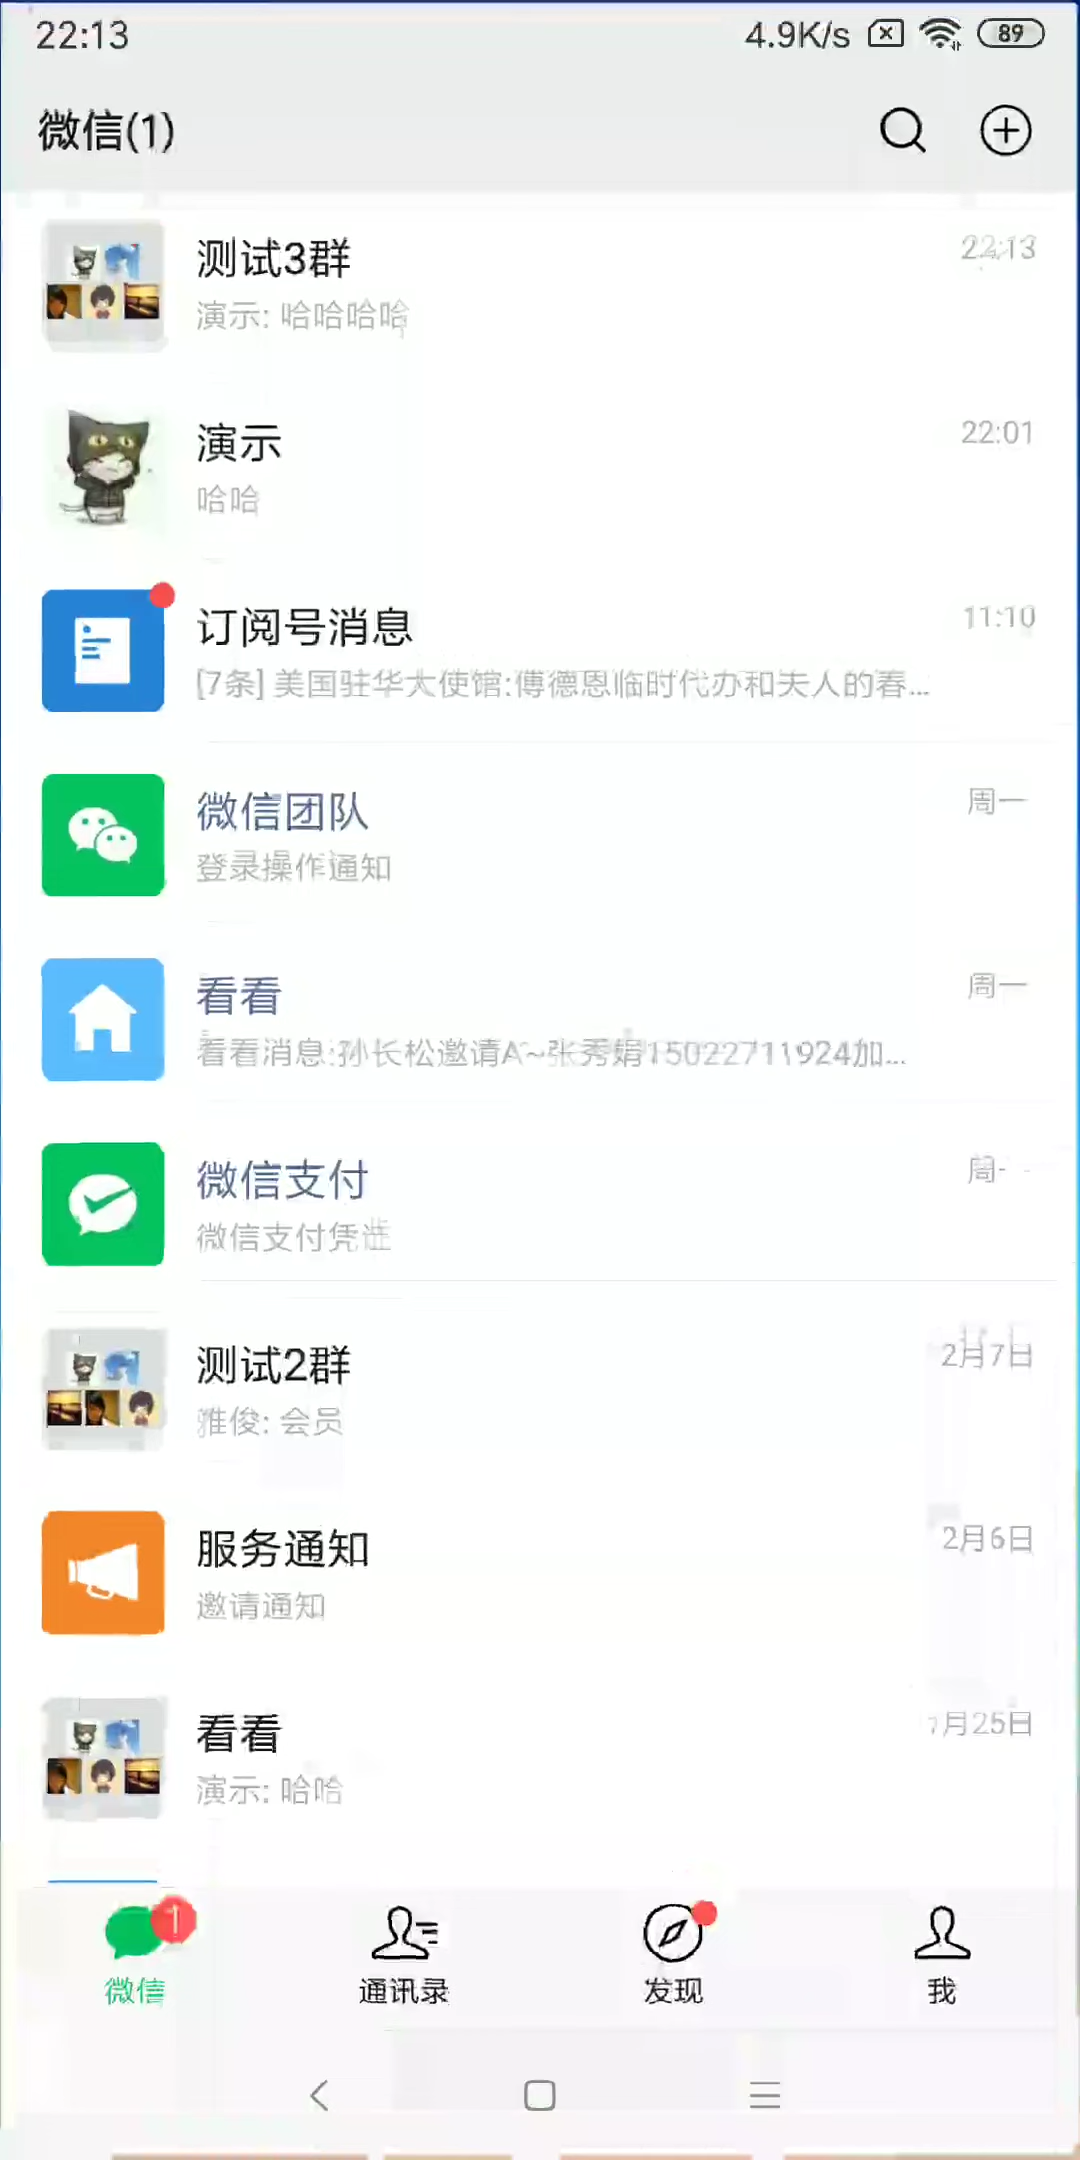 22:13
4.9K/s
89
微信(1)
测试3群
22:13
演示: 哈哈哈哈
演示
22:01
哈哈
订阅号消息
11:10
[7条] 美国驻华大使馆:傅德恩临时代办和夫人的春...
微信团队
周一
登录操作通知
看看
周一
看看消息:孙长松邀请A~张秀娟15022711924加...
微信支付
周一
微信支付凭证
测试2群
2月7日
雅俊: 会员
服务通知
2月6日
邀请通知
看看
1月25日
演示: 哈哈
1
微信
通讯录
发现
我